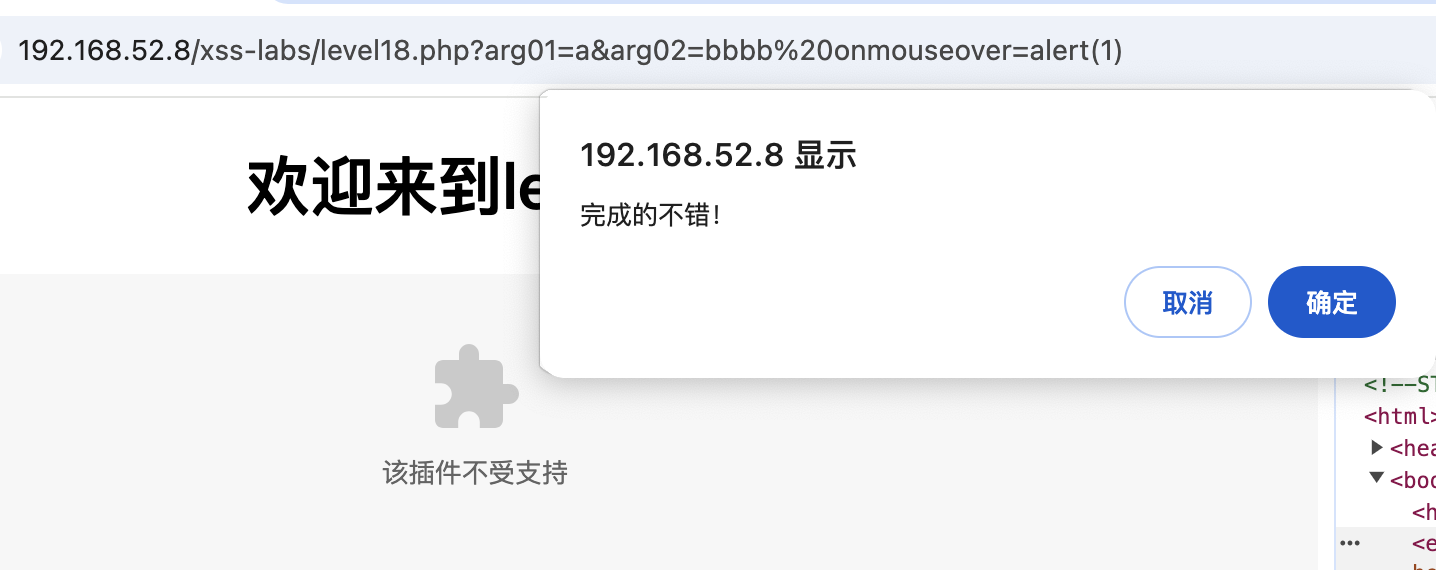 192.168.52.8/xss-labs/level18.php?arg01=a&arg02=bbbb%20onmouseover=alert(1)
192.168.52.8 显示
完成的不错！
取消
确定
欢迎来到le
该插件不受支持
<!--ST
<html>
<hea
<boo
<h
<e